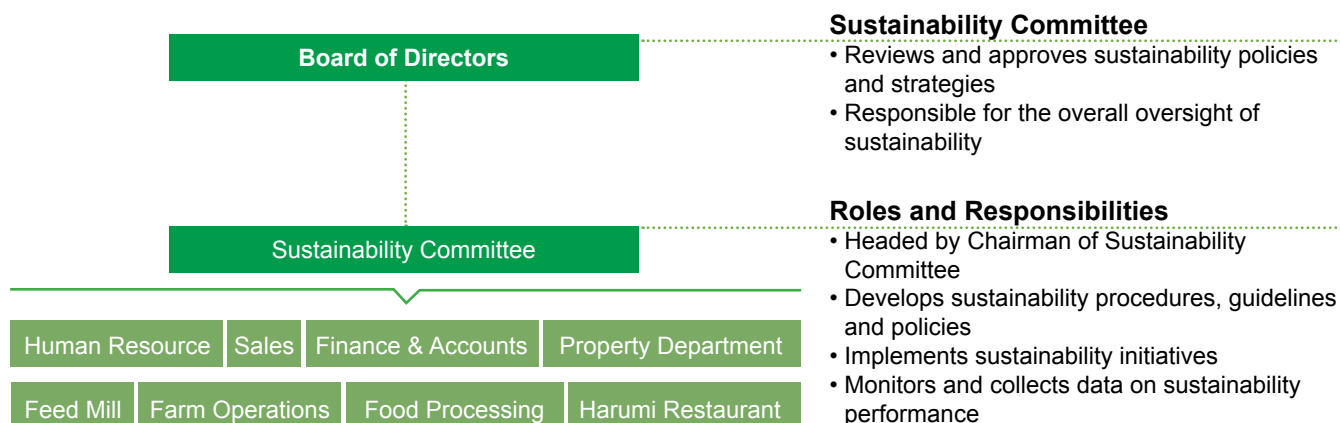 Board of Directors
Sustainability Committee
• Reviews and approves sustainability policies
and strategies
• Responsible for the overall oversight of
sustainability
Sustainability Committee
Roles and Responsibilities
• Headed by Chairman of Sustainability
Committee
• Develops sustainability procedures, guidelines
and policies
• Implements sustainability initiatives
• Monitors and collects data on sustainability
performance
Human Resource
Sales
Finance & Accounts
Property Department
Feed Mill
Farm Operations
Food Processing
Harumi Restaurant